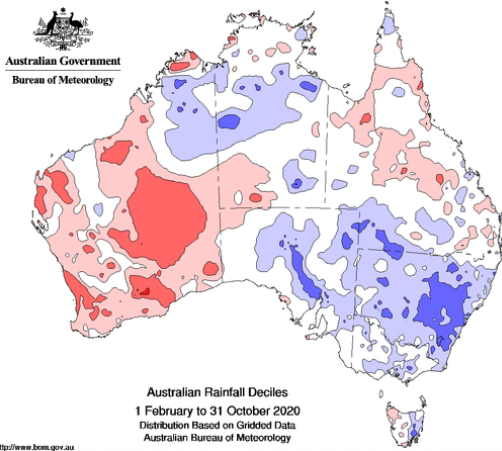 Australian Government
Bureau of Meteorology
Australian Rainfall Deciles
1 February to 31 October 2020
Distribution Based on Gridded Data
Australian Bureau of Meteorology
ttp://www.bom.gov.au